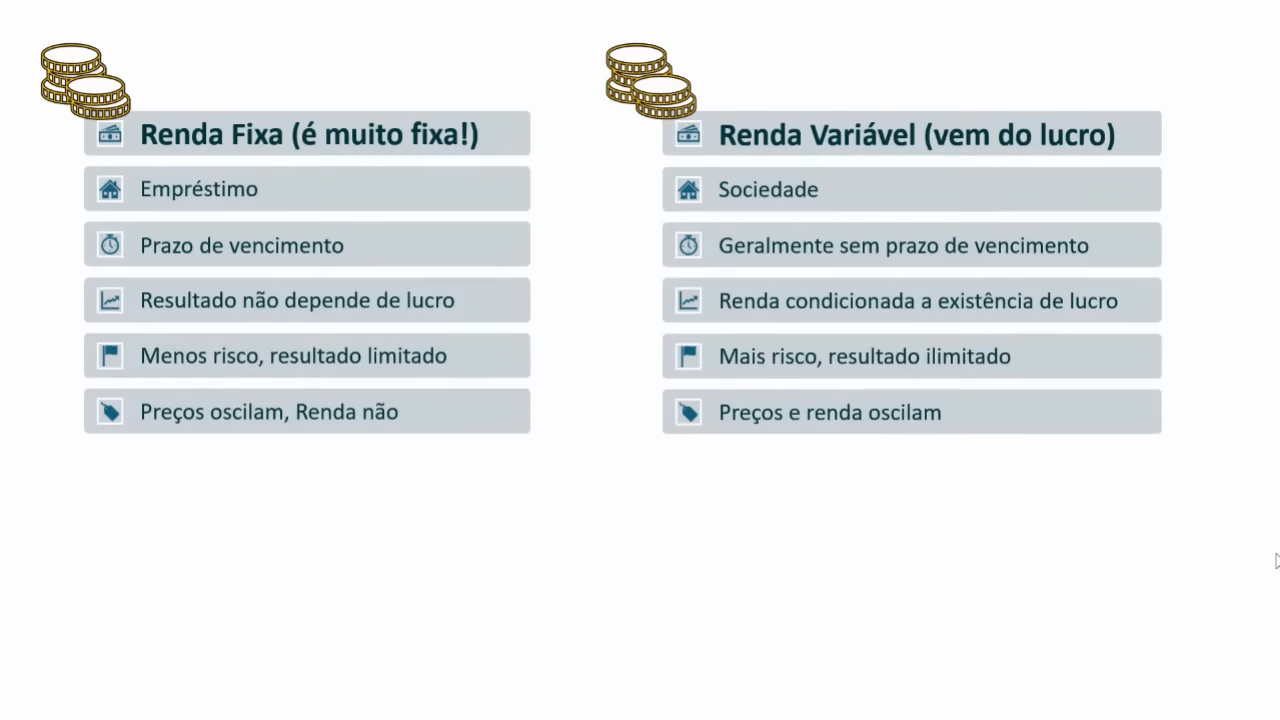 Renda Fixa (é muito fixa!)
Empréstimo
Prazo de vencimento
Resultado não depende de lucro
Menos risco, resultado limitado
Preços oscilam, Renda não
Renda Variável (vem do lucro)
Sociedade
Geralmente sem prazo de vencimento
Renda condicionada a existência de lucro
Mais risco, resultado ilimitado
Preços e renda oscilam